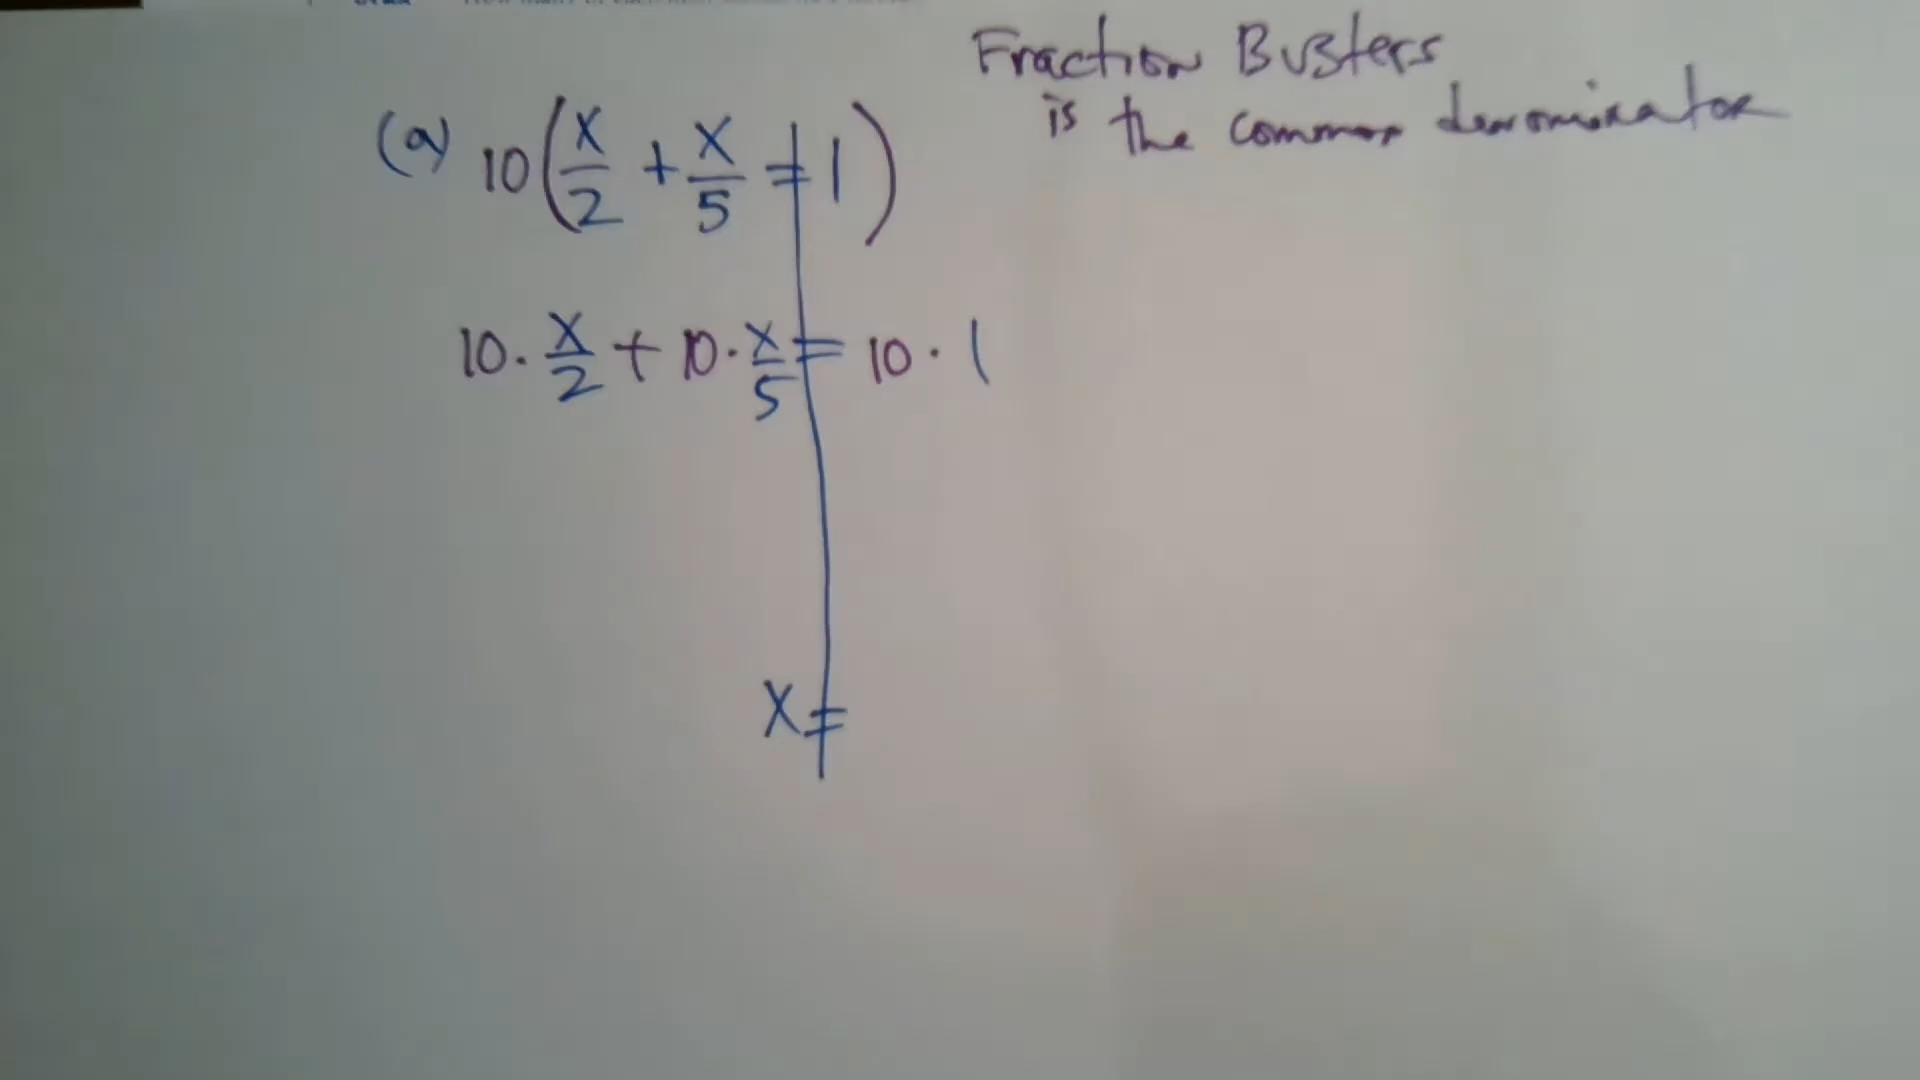 Fraction Busters
is the common denominator
(a) 10(x/2 + x/5 = 1)
10 · x/2 + 10 · x/5 = 10 · 1
x =